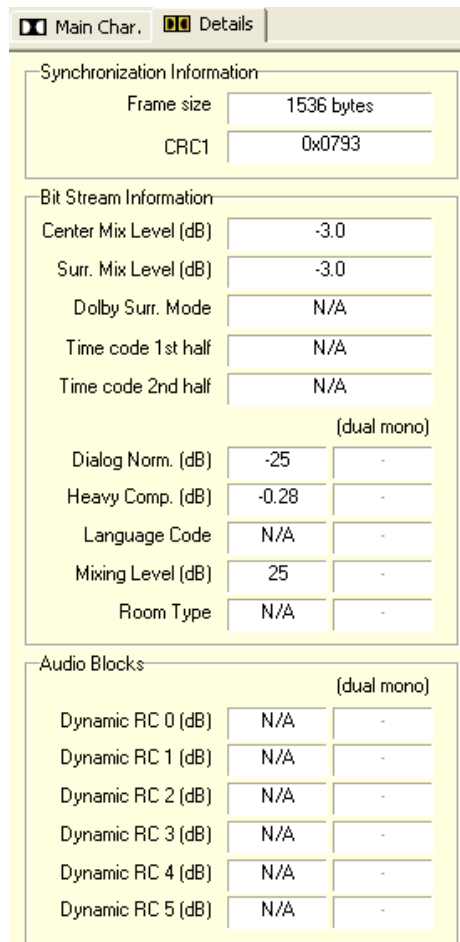 Main Char. Details
Synchronization Information
Frame size 1536 bytes
CRC1 0x0793
Bit Stream Information
Center Mix Level (dB) -3.0
Surr. Mix Level (dB) -3.0
Dolby Surr. Mode N/A
Time code 1st half N/A
Time code 2nd half N/A
(dual mono)
Dialog Norm. (dB) -25 -
Heavy Comp. (dB) -0.28 -
Language Code N/A -
Mixing Level (dB) 25 -
Room Type N/A -
Audio Blocks
(dual mono)
Dynamic RC 0 (dB) N/A -
Dynamic RC 1 (dB) N/A -
Dynamic RC 2 (dB) N/A -
Dynamic RC 3 (dB) N/A -
Dynamic RC 4 (dB) N/A -
Dynamic RC 5 (dB) N/A -